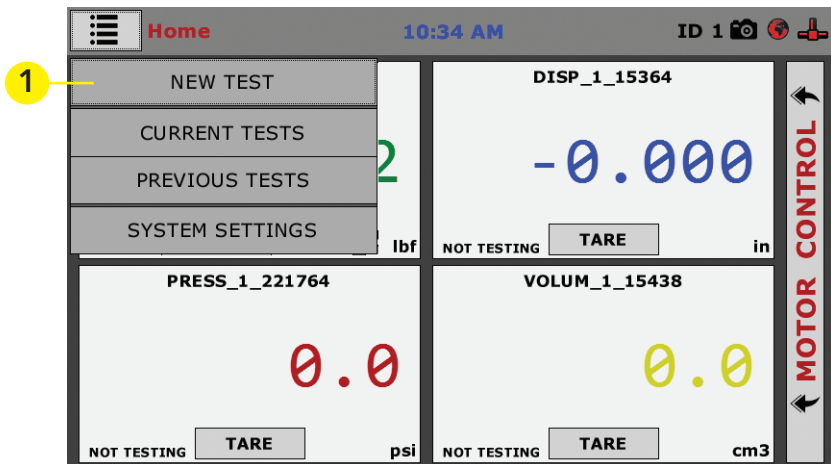 Home 10:34 AM ID 1
1
NEW TEST
CURRENT TESTS
PREVIOUS TESTS
SYSTEM SETTINGS
2
lbf
DISP_1_15364
-0.000
NOT TESTING TARE in
PRESS_1_221764
0.0
NOT TESTING TARE psi
VOLUM_1_15438
0.0
NOT TESTING TARE cm3
MOTOR CONTROL